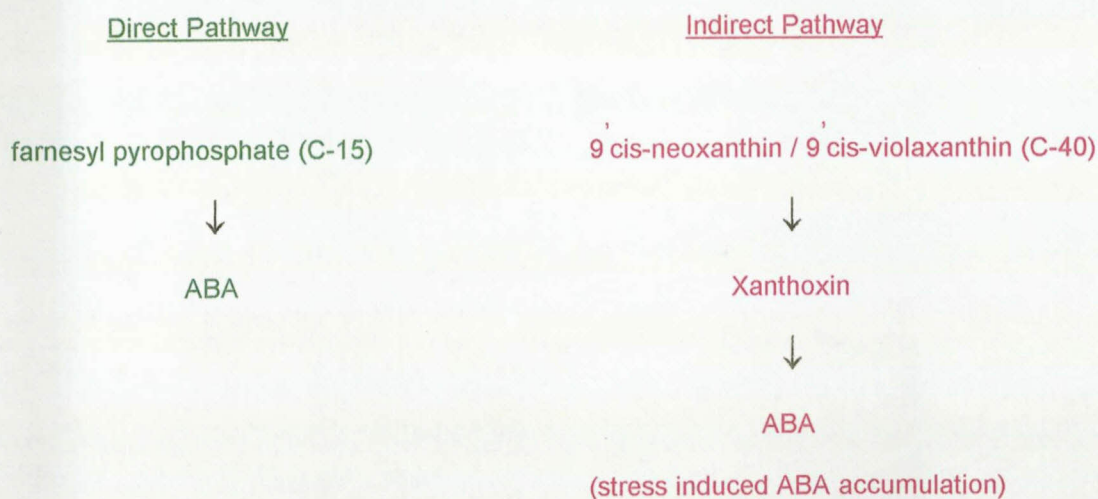 Direct Pathway
Indirect Pathway
farnesyl pyrophosphate (C-15)
9'cis-neoxanthin / 9'cis-violaxanthin (C-40)
↓
↓
ABA
Xanthoxin
↓
ABA
(stress induced ABA accumulation)